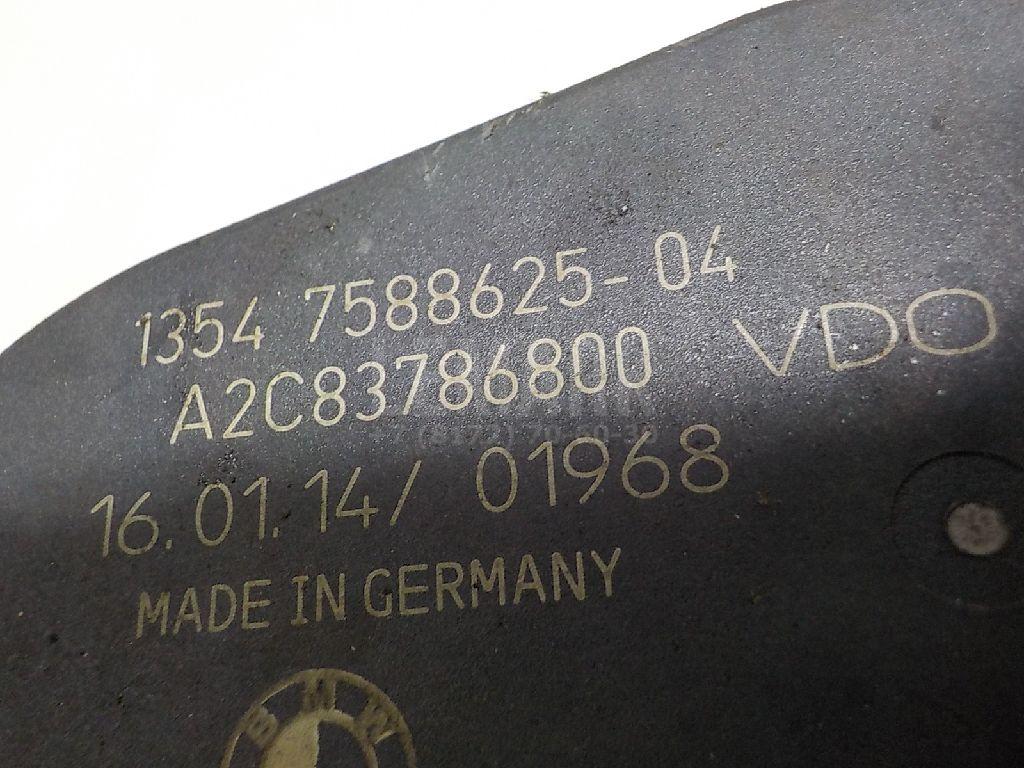 1354 7588625-04
A2C83786800 VDO
16.01.14/ 01968
MADE IN GERMANY
BMW